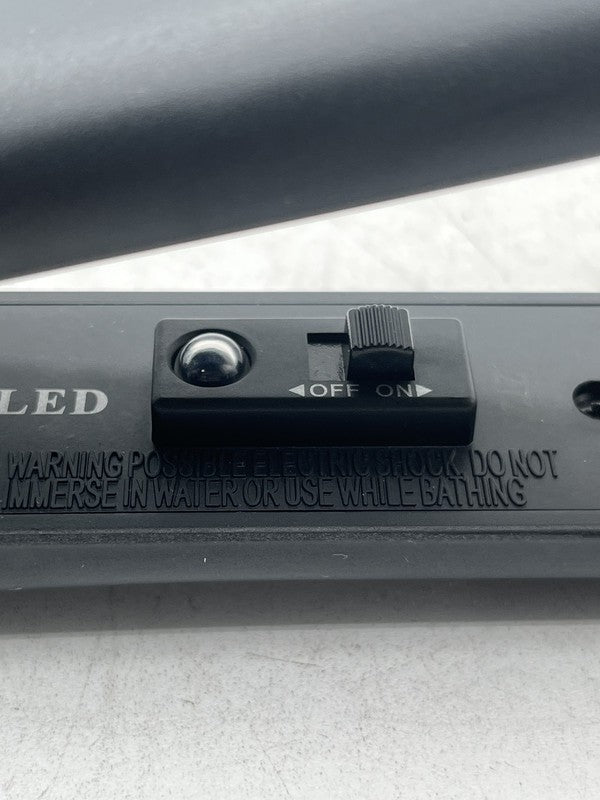 LED
◀OFF ON▶
WARNING POSSIBLE ELECTRIC SHOCK. DO NOT
IMMERSE IN WATER OR USE WHILE BATHING